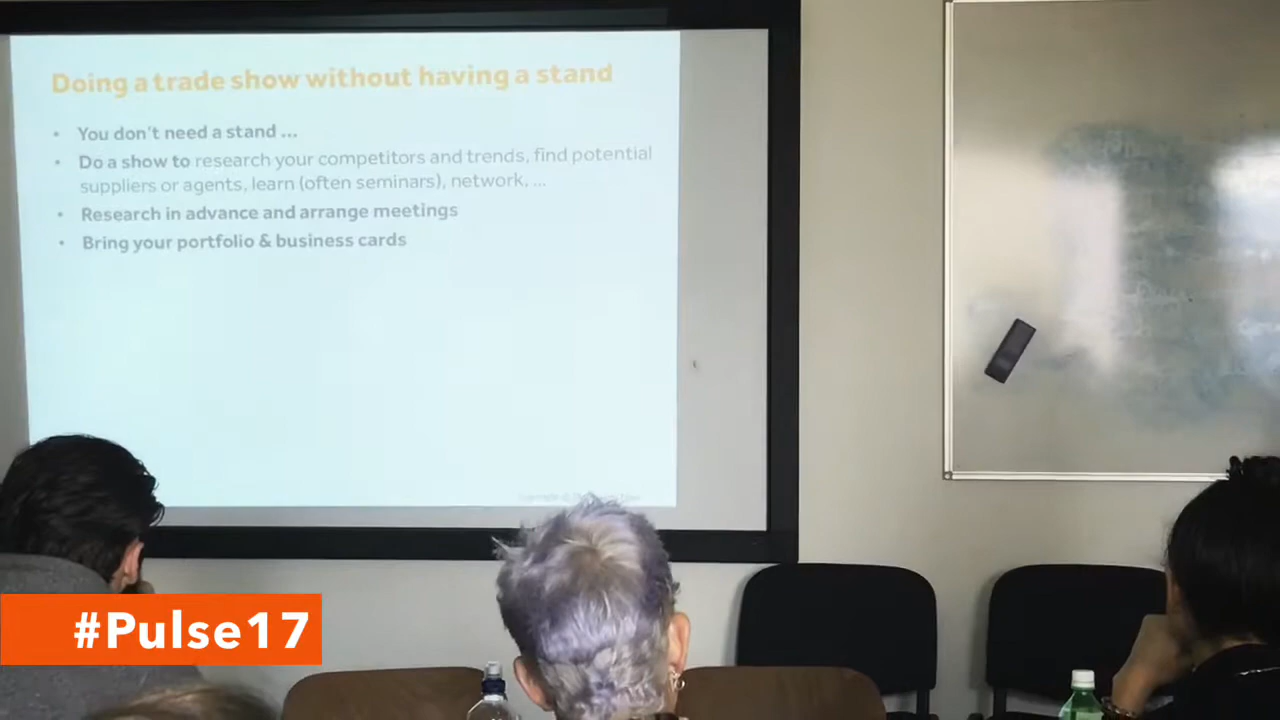 Doing a trade show without having a stand
• You don't need a stand ...
• Do a show to research your competitors and trends, find potential
suppliers or agents, learn (often seminars), network, ...
• Research in advance and arrange meetings
• Bring your portfolio & business cards
#Pulse17